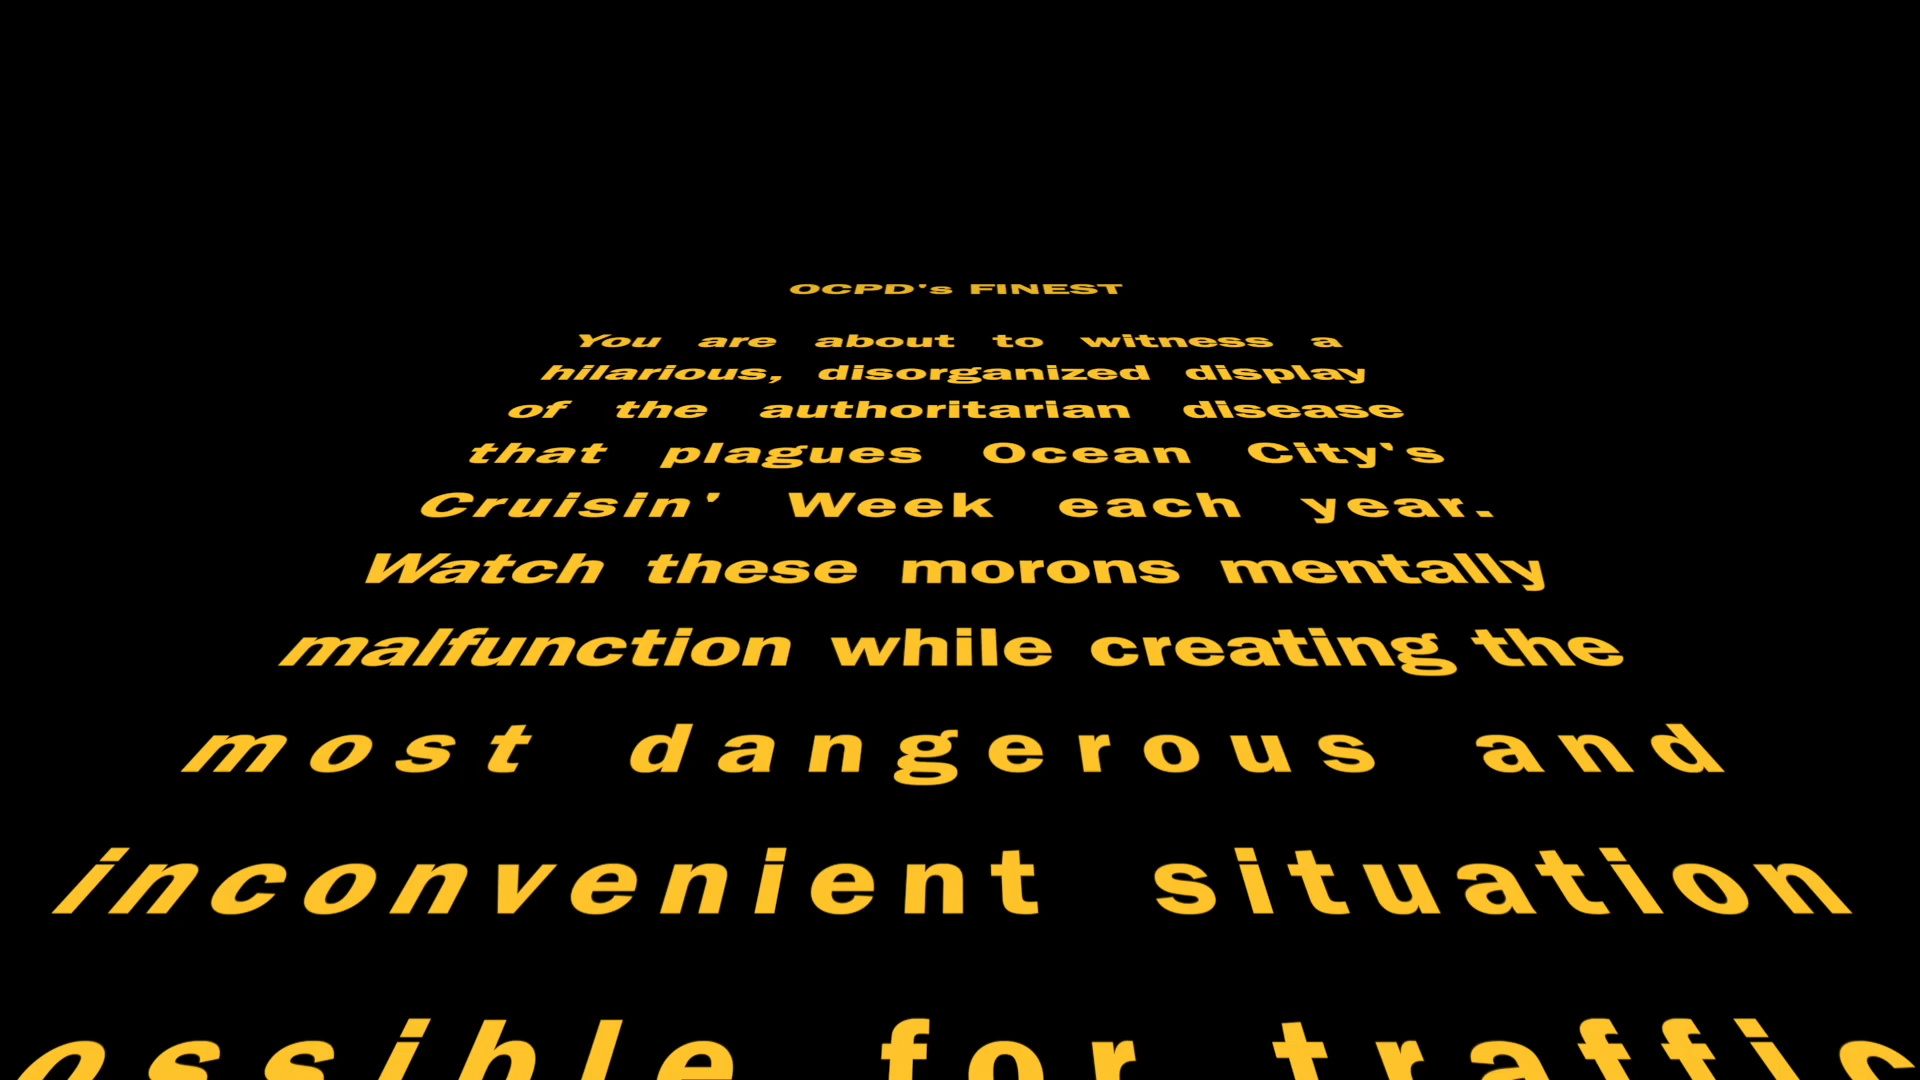 OCPD's FINEST
You are about to witness a
hilarious, disorganized display
of the authoritarian disease
that plagues Ocean City's
Cruisin' Week each year.
Watch these morons mentally
malfunction while creating the
most dangerous and
inconvenient situation
ossible for traffic